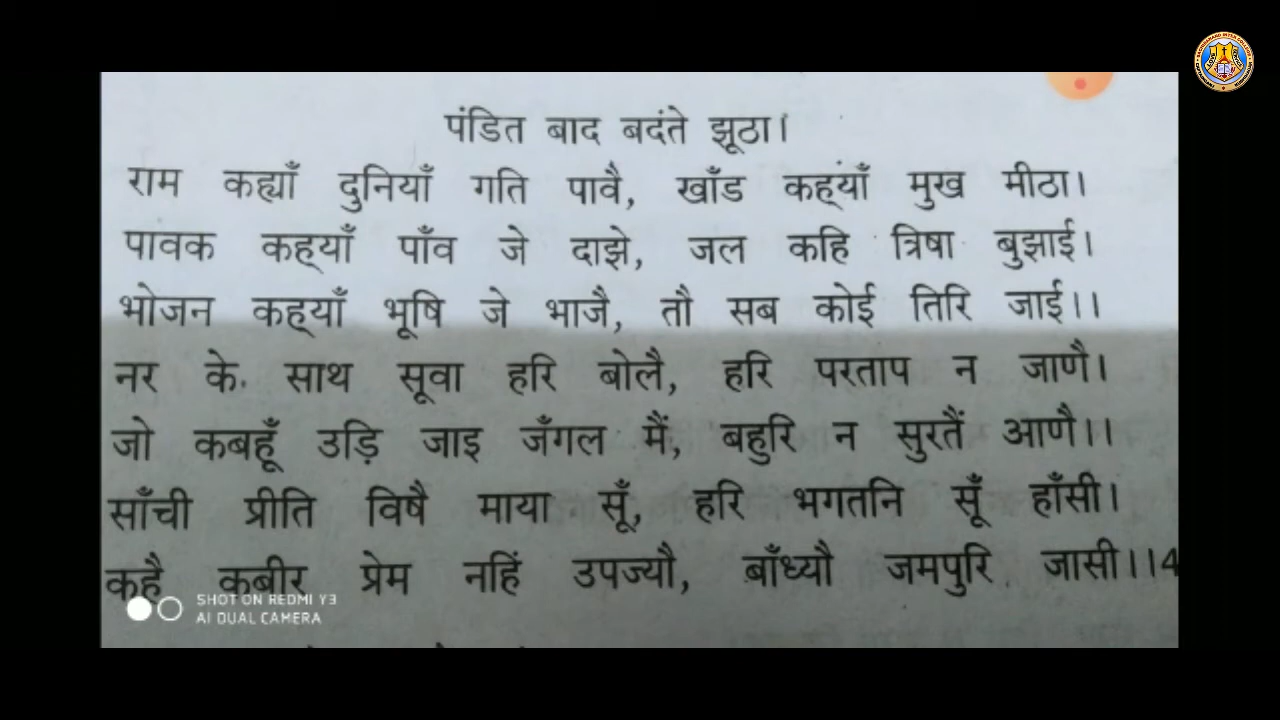 पंडित बाद बदंते झूठा।
राम कह्याँ दुनियाँ गति पावै, खाँड कह्याँ मुख मीठा।
पावक कह्याँ पाँव जे दाझे, जल कहि त्रिषा बुझाई।
भोजन कह्याँ भूषि जे भाजै, तौ सब कोई तिरि जाई।।
नर के साथ सूवा हरि बोलै, हरि परताप न जाणै।
जो कबहूँ उड़ि जाइ जँगल मैं, बहुरि न सुरतैं आणै।।
साँची प्रीति विषै माया सूँ, हरि भगतनि सूँ हाँसी।
कहै कबीर प्रेम नहिं उपज्यौ, बाँध्यौ जमपुरि जासी।।4
SHOT ON REDMI Y3
AI DUAL CAMERA